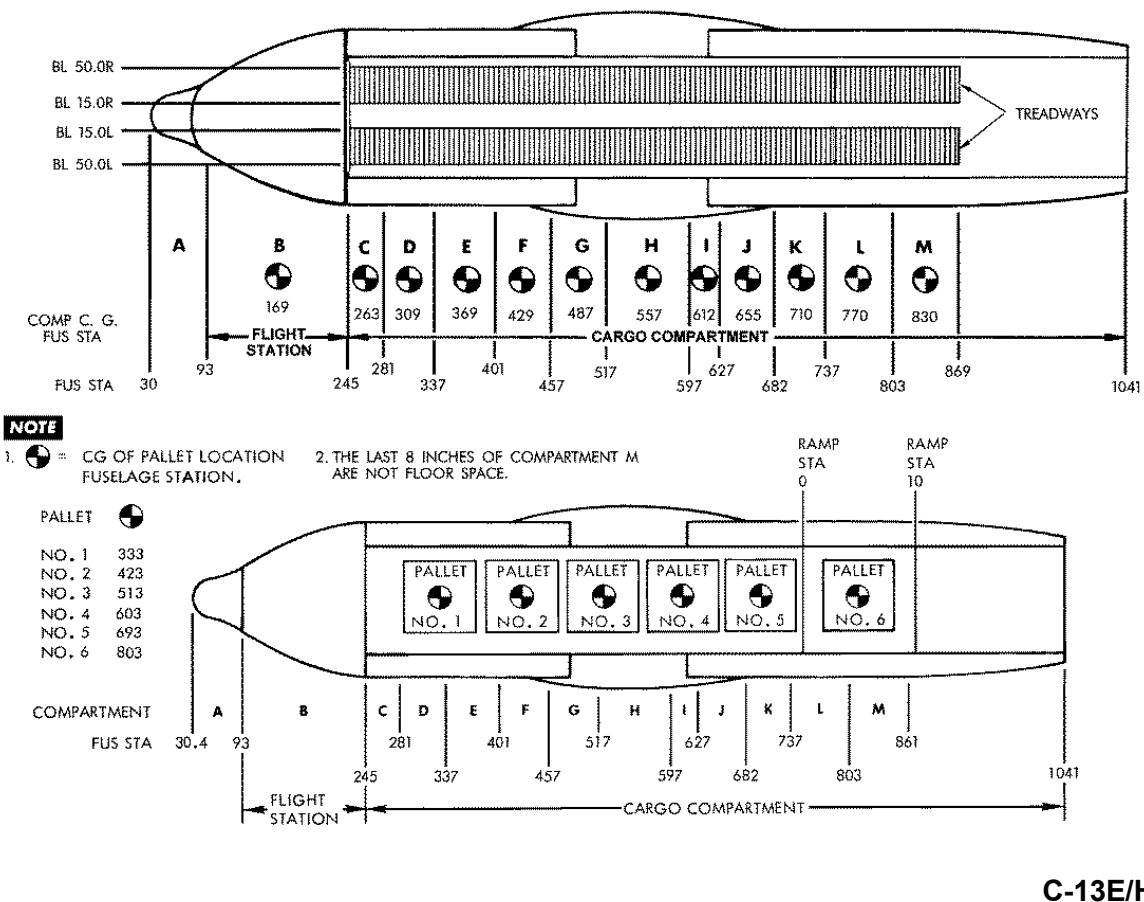 BL 50.0R
BL 15.0R
BL 15.0L
BL 50.0L
TREADWAYS
A B C D E F G H I J K L M
169 263 309 369 429 487 557 612 655 710 770 830
COMP C. G.
FUS STA
FLIGHT
STATION
CARGO COMPARTMENT
93 281 401 517 627 737 869
FUS STA 30 245 337 457 597 682 803 1041
NOTE
1. = CG OF PALLET LOCATION
FUSELAGE STATION.
2. THE LAST 8 INCHES OF COMPARTMENT M
ARE NOT FLOOR SPACE.
RAMP
STA
0
RAMP
STA
10
PALLET
NO. 1 333
NO. 2 423
NO. 3 513
NO. 4 603
NO. 5 693
NO. 6 803
PALLET
NO. 1
PALLET
NO. 2
PALLET
NO. 3
PALLET
NO. 4
PALLET
NO. 5
PALLET
NO. 6
COMPARTMENT A B C D E F G H I J K L M
FUS STA 30.4 93 281 401 517 627 737 861
245 337 457 597 682 803 1041
FLIGHT
STATION
CARGO COMPARTMENT
C-13E/H